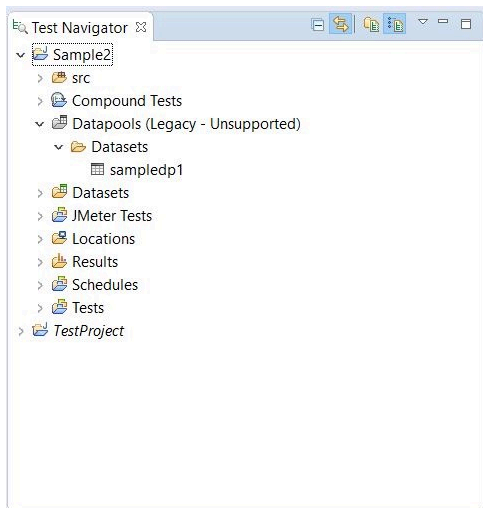 Test Navigator
Sample2
src
Compound Tests
Datapools (Legacy - Unsupported)
Datasets
sampledp1
Datasets
JMeter Tests
Locations
Results
Schedules
Tests
TestProject